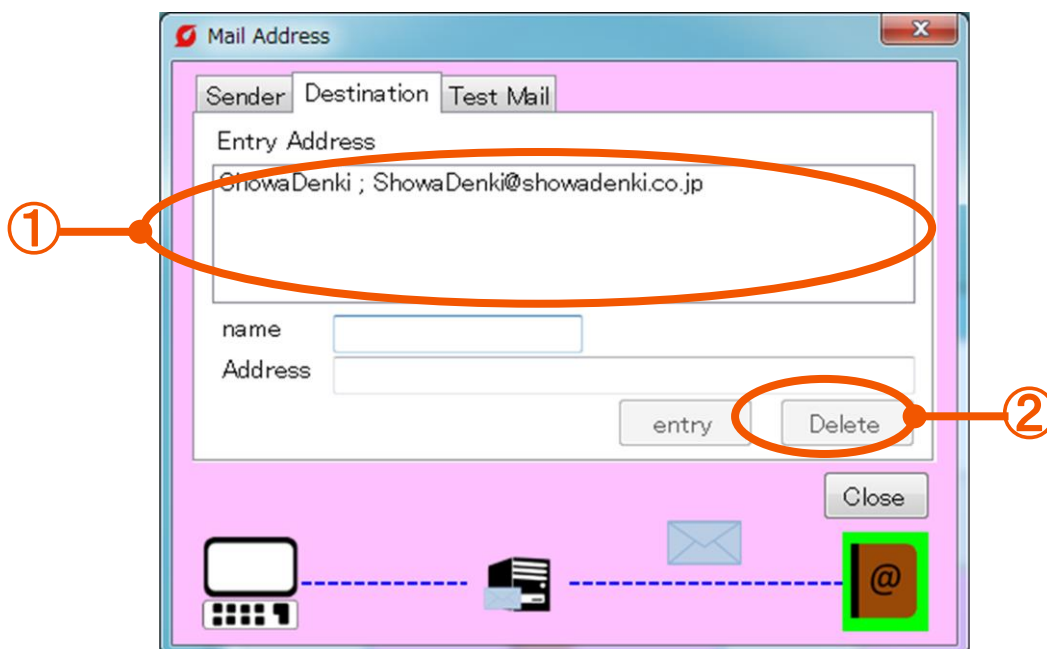 Mail Address
x
Sender Destination Test Mail
Entry Address
ShowaDenki ; ShowaDenki@showadenki.co.jp
①
name
Address
entry Delete
②
Close
@